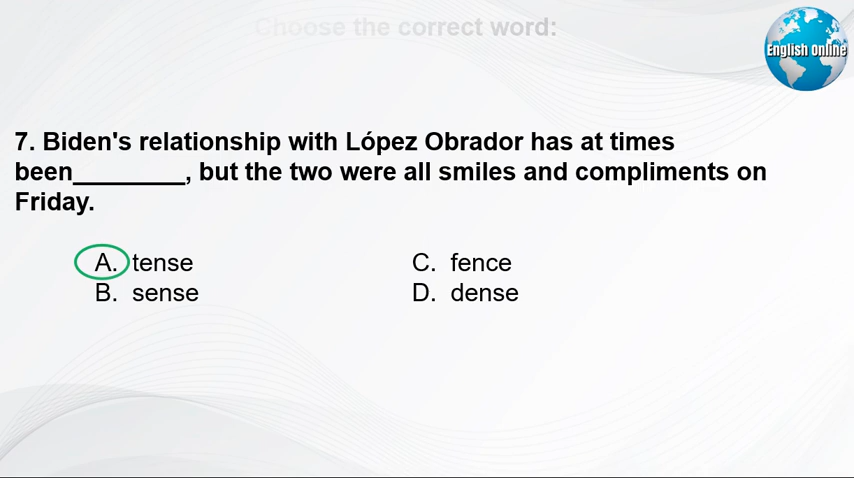 Choose the correct word:
English Online
7. Biden's relationship with López Obrador has at times
been________, but the two were all smiles and compliments on
Friday.
A. tense
B. sense
C. fence
D. dense